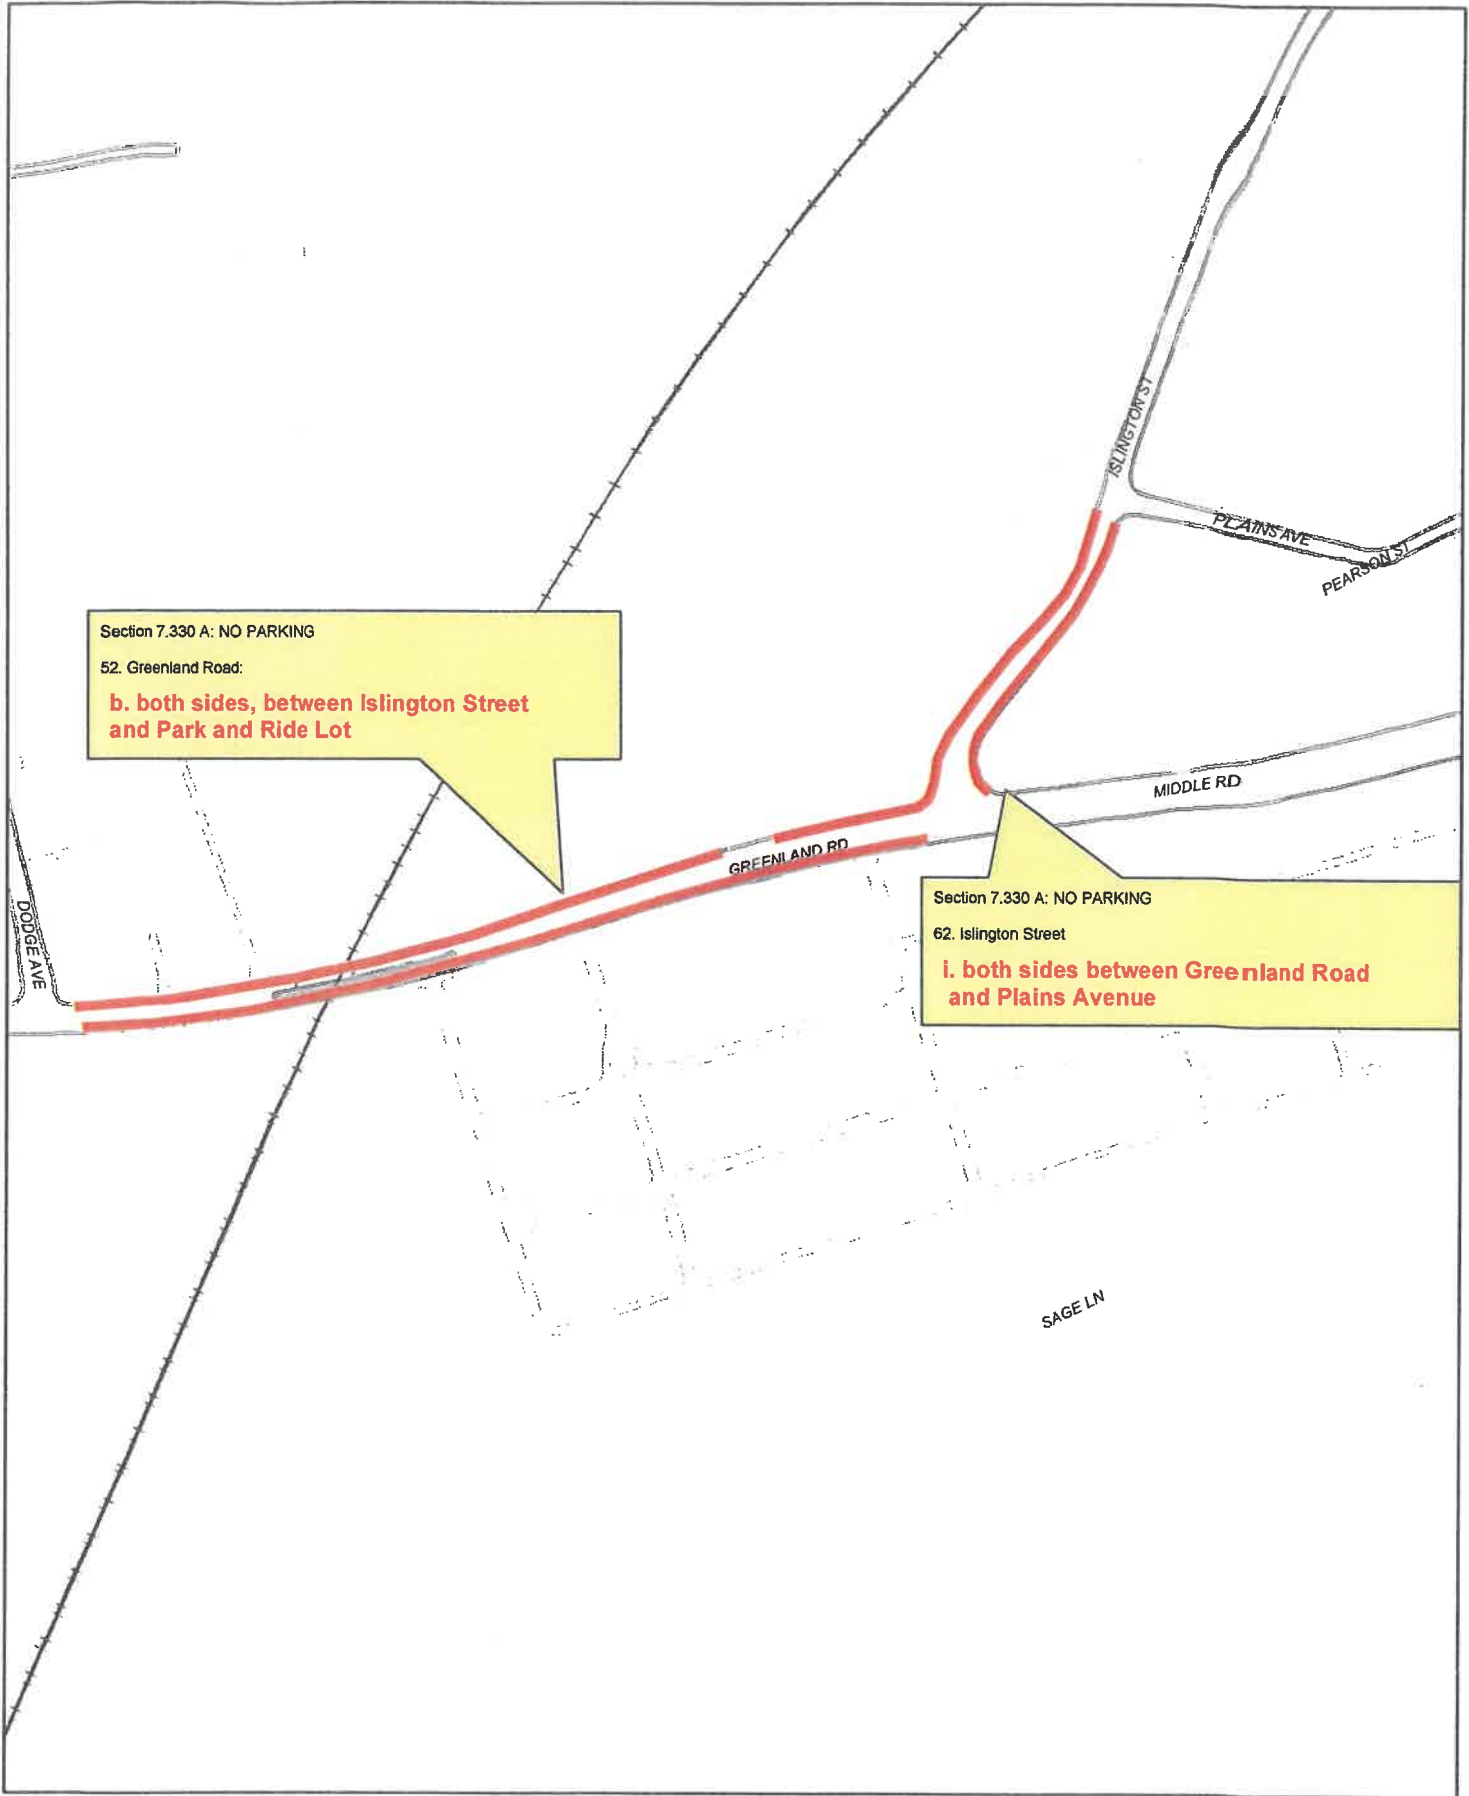 ISLINGTON ST
PLAINS AVE
PEARSON ST
Section 7.330 A: NO PARKING
52. Greenland Road:
b. both sides, between Islington Street
and Park and Ride Lot
MIDDLE RD
GREENLAND RD
Section 7.330 A: NO PARKING
62. Islington Street
i. both sides between Greenland Road
and Plains Avenue
DODGE AVE
SAGE LN